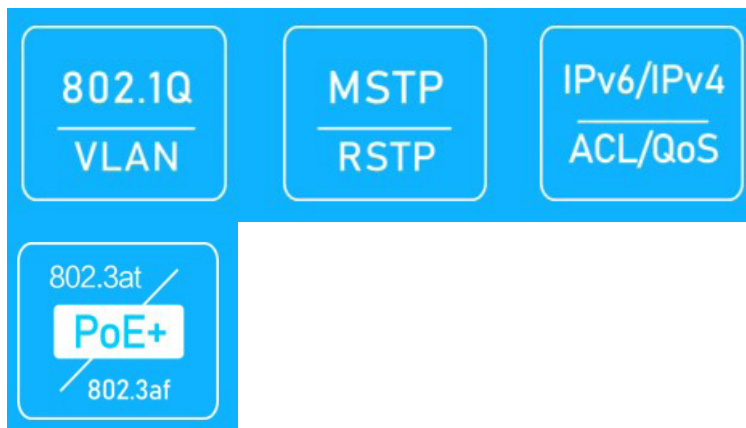 802.1Q
VLAN
MSTP
RSTP
IPv6/IPv4
ACL/QoS
802.3at
PoE+
802.3af